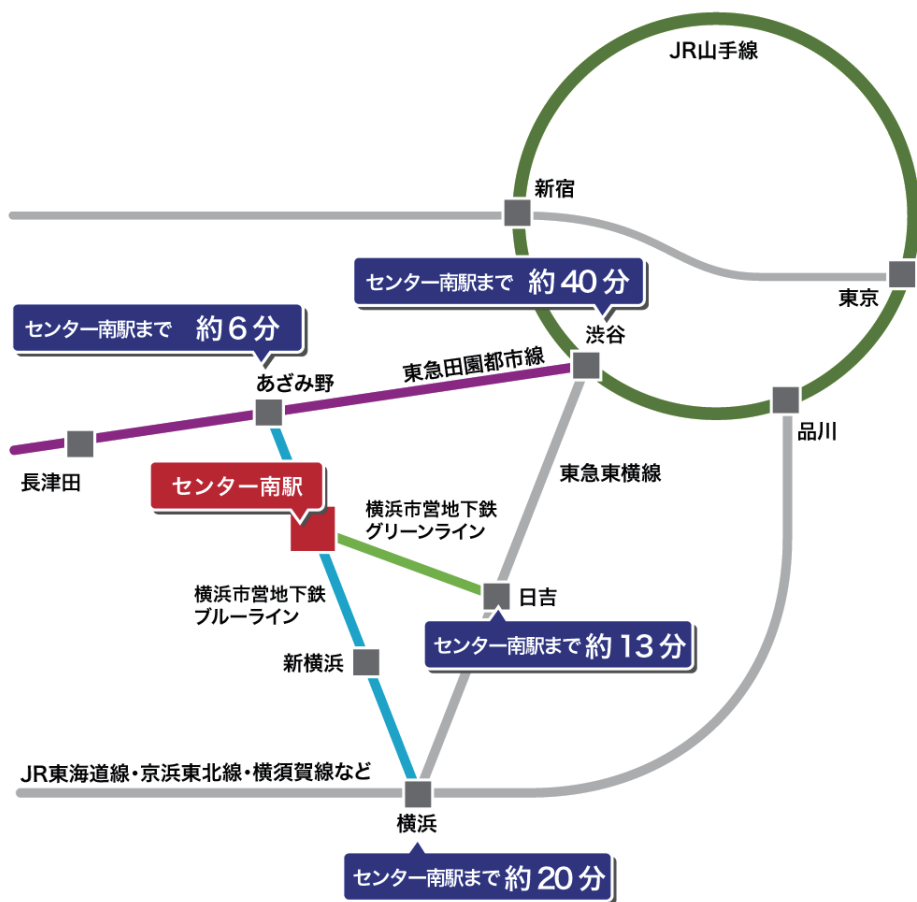 JR山手線
新宿
東京
センター南駅まで 約40分
渋谷
センター南駅まで 約6分
あざみ野
東急田園都市線
品川
長津田
センター南駅
東急東横線
横浜市営地下鉄
グリーンライン
横浜市営地下鉄
ブルーライン
日吉
センター南駅まで 約13分
新横浜
JR東海道線・京浜東北線・横須賀線など
横浜
センター南駅まで 約20分